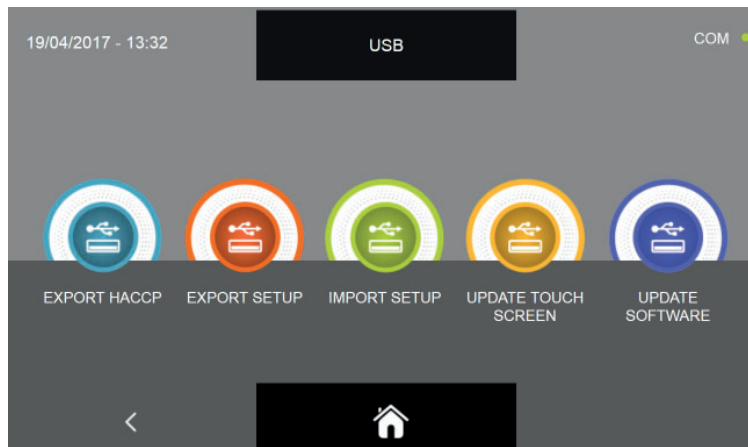 19/04/2017 - 13:32
USB
COM
EXPORT HACCP
EXPORT SETUP
IMPORT SETUP
UPDATE TOUCH
SCREEN
UPDATE
SOFTWARE